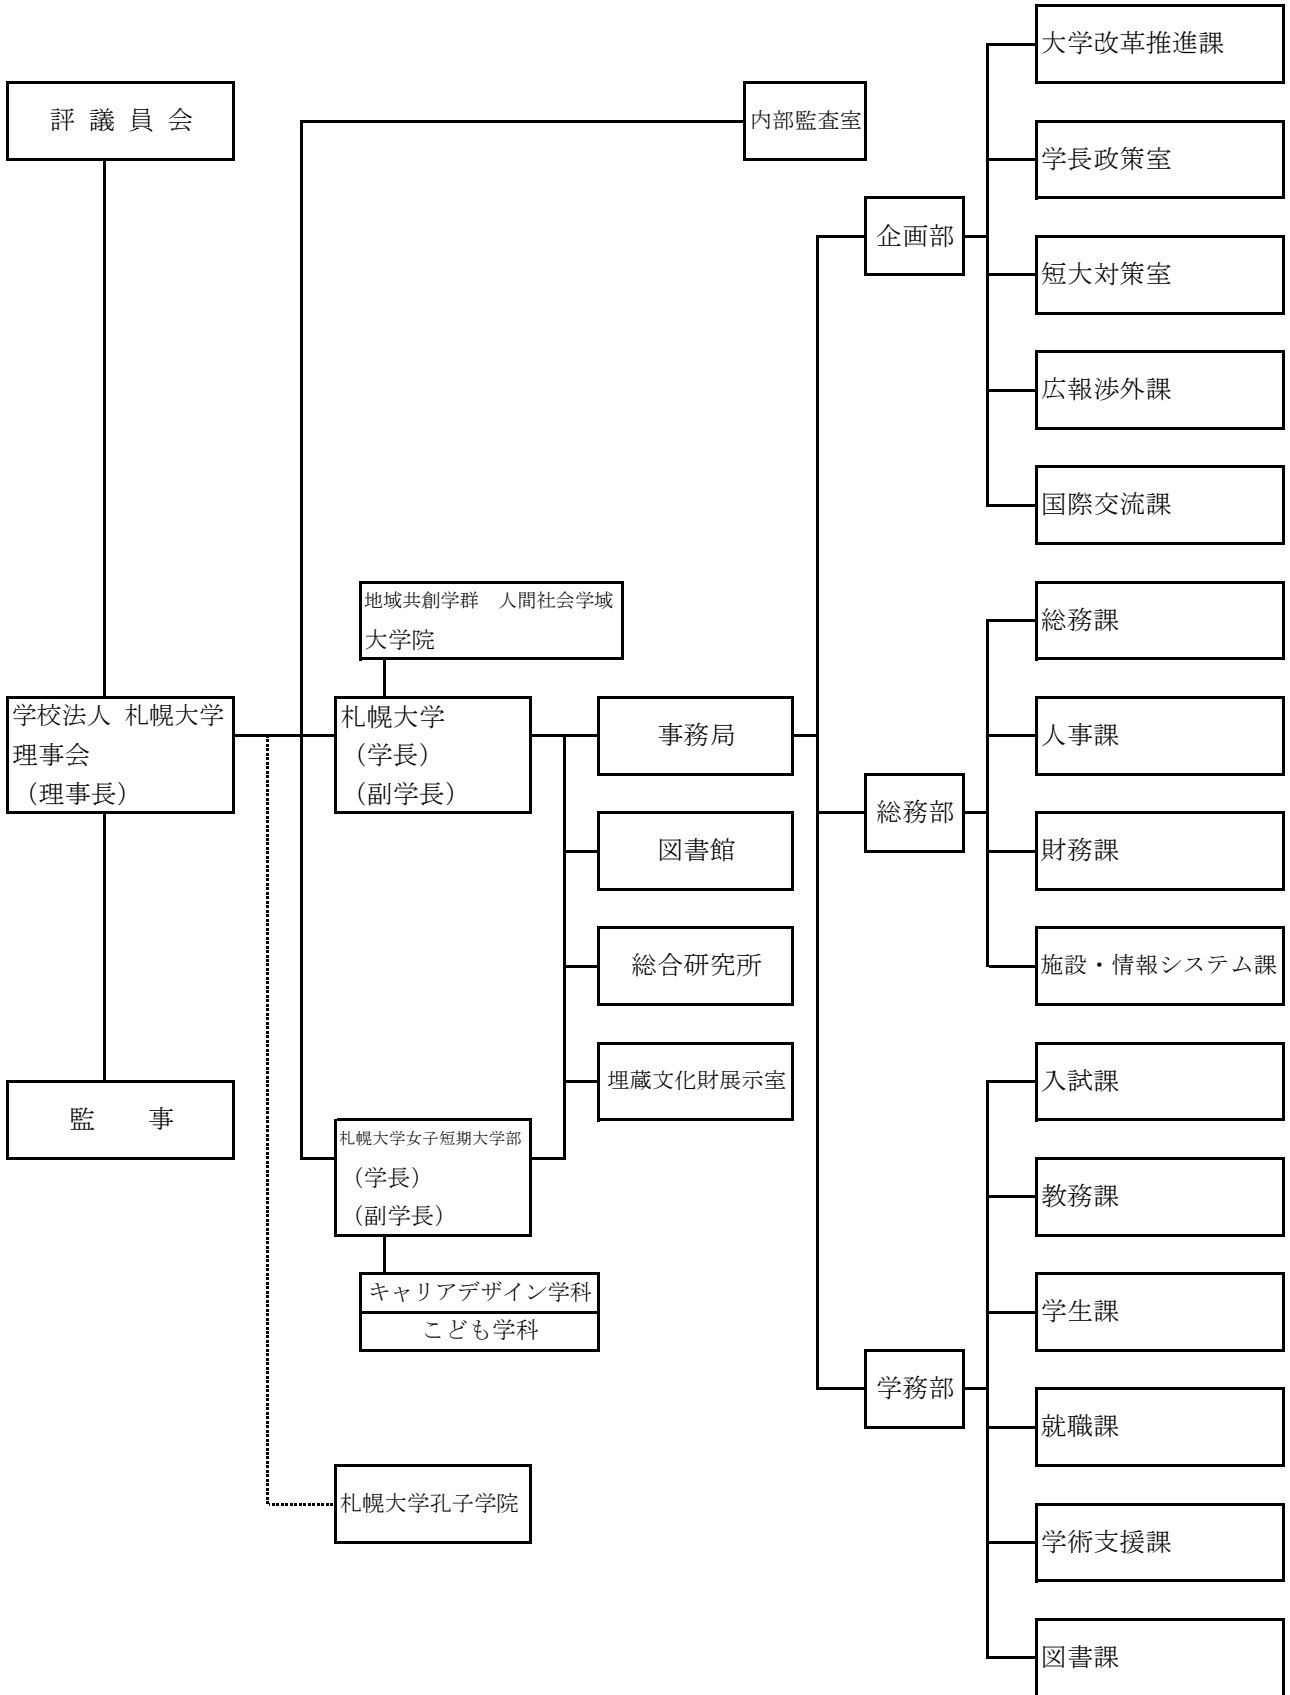 大学改革推進課
評 議 員 会
内部監査室
学長政策室
企画部
短大対策室
広報渉外課
国際交流課
地域共創学群　人間社会学域
大学院
総務課
学校法人 札幌大学
理事会
（理事長）
札幌大学
（学長）
（副学長）
事務局
人事課
総務部
図書館
財務課
総合研究所
施設・情報システム課
埋蔵文化財展示室
入試課
監　　事
札幌大学女子短期大学部
（学長）
（副学長）
教務課
キャリアデザイン学科
こども学科
学生課
学務部
就職課
札幌大学孔子学院
学術支援課
図書課